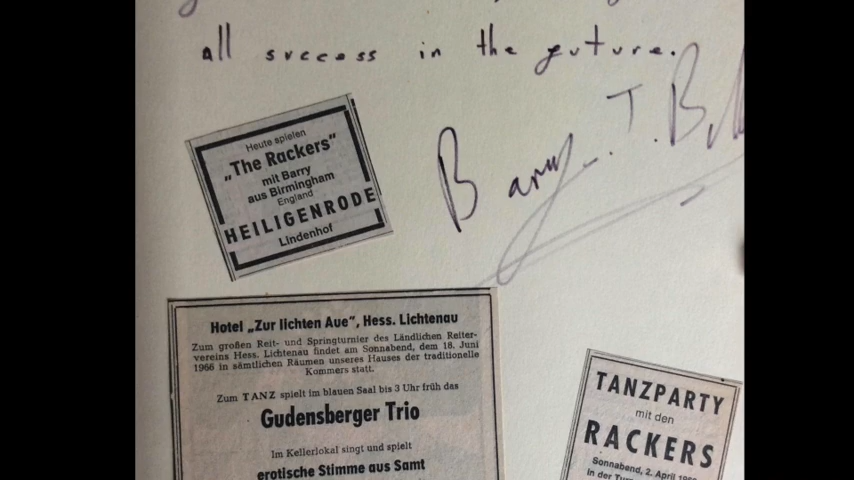 all success in the future.
Barry. T. B
Heute spielen
„The Rackers”
mit Barry
aus Birmingham
England
HEILIGENRODE
Lindenhof
Hotel „Zur lichten Aue”, Hess. Lichtenau
Zum großen Reit- und Springturnier des Ländlichen Reiter-
vereins Hess. Lichtenau findet am Sonnabend, dem 18. Juni
1966 in sämtlichen Räumen unseres Hauses der traditionelle
Kommers statt.
Zum TANZ spielt im blauen Saal bis 3 Uhr früh das
Gudensberger Trio
Im Kellerlokal singt und spielt
erotische Stimme aus Samt
TANZPARTY
mit den
RACKERS
Sonnabend, 2. April 1966
in der